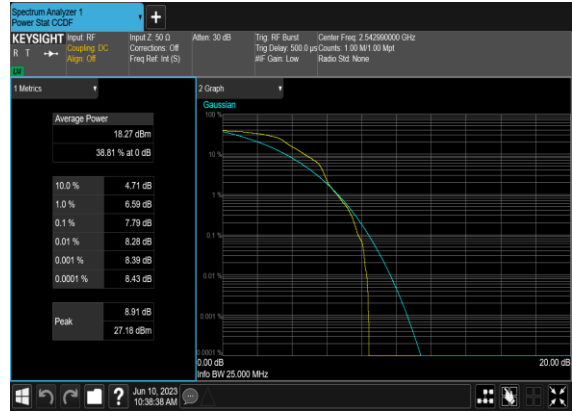 Spectrum Analyzer 1
Power Stat CCDF
+
KEYSIGHT
R T
LXI
Input: RF
Coupling: DC
Align: Off
Input Z: 50 Ω
Corrections: Off
Freq Ref: Int (S)
Atten: 30 dB
Trig: RF Burst
Trig Delay: 500.0 µs
#IF Gain: Low
Center Freq: 2.542990000 GHz
Counts: 1.00 M/1.00 Mpt
Radio Std: None
1 Metrics
Average Power
18.27 dBm
38.81 % at 0 dB
10.0 % 4.71 dB
1.0 % 6.59 dB
0.1 % 7.79 dB
0.01 % 8.28 dB
0.001 % 8.39 dB
0.0001 % 8.43 dB
Peak
8.91 dB
27.18 dBm
2 Graph
Gaussian
100 %
10 %
1 %
0.1 %
0.01 %
0.001 %
0.0001 %
0.00 dB 20.00 dB
Info BW 25.000 MHz
?
Jun 10, 2023
10:38:38 AM